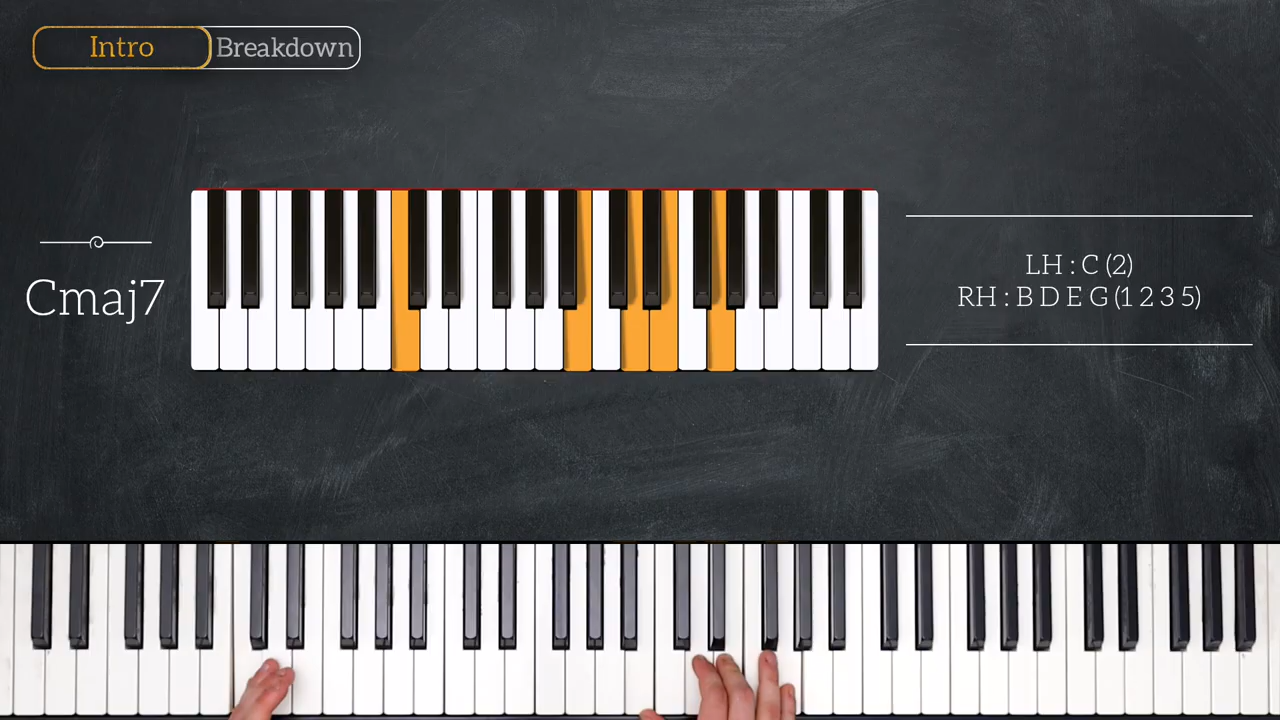 Intro
Breakdown
Cmaj7
LH : C (2)
RH : B D E G (1 2 3 5)